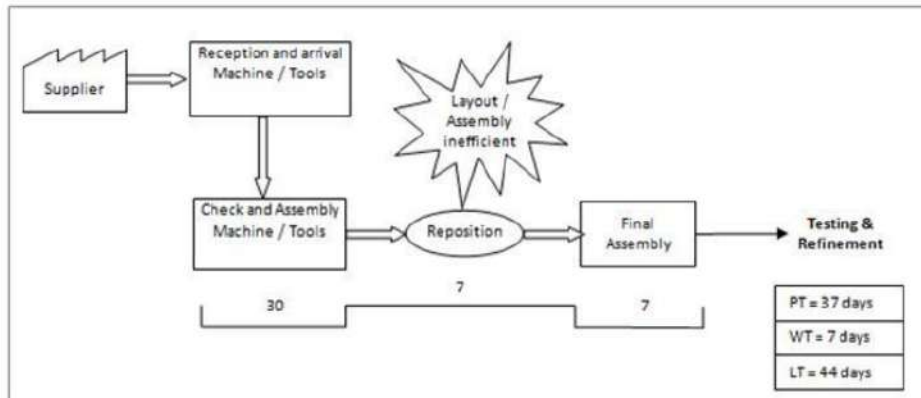 Supplier
Reception and arrival
Machine / Tools
Layout /
Assembly
inefficient
Check and Assembly
Machine / Tools
Reposition
Final
Assembly
Testing &
Refinement
30
7
7
PT = 37 days
WT = 7 days
LT = 44 days